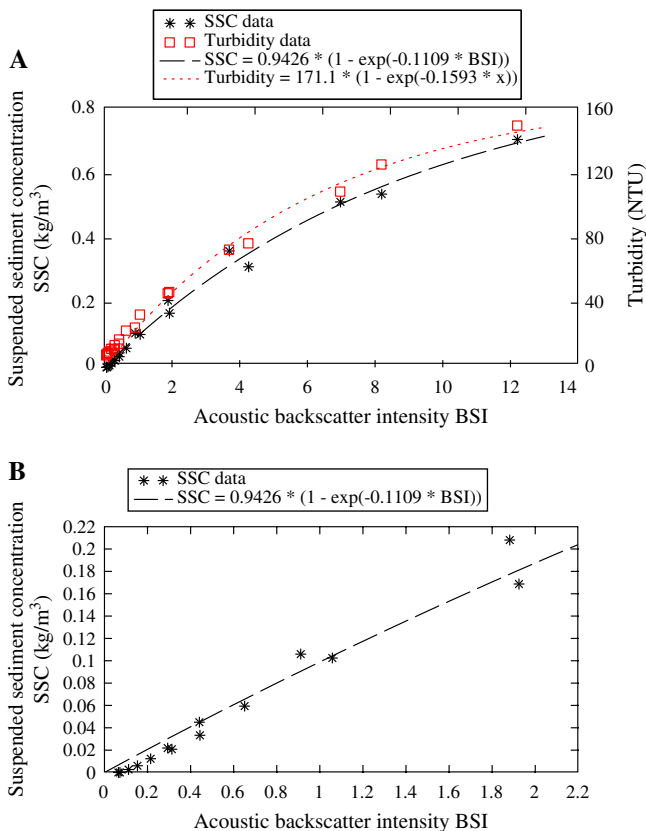 SSC data
Turbidity data
SSC = 0.9426 * (1 - exp(-0.1109 * BSI))
Turbidity = 171.1 * (1 - exp(-0.1593 * x))
A
0.8
0.6
0.4
0.2
0
160
120
80
40
0
0 2 4 6 8 10 12 14
Suspended sediment concentration
SSC (kg/m³)
Turbidity (NTU)
Acoustic backscatter intensity BSI
B
SSC data
SSC = 0.9426 * (1 - exp(-0.1109 * BSI))
0.22
0.2
0.18
0.16
0.14
0.12
0.10
0.08
0.06
0.04
0.02
0
0 0.2 0.4 0.6 0.8 1 1.2 1.4 1.6 1.8 2 2.2
Suspended sediment concentration
SSC (kg/m³)
Acoustic backscatter intensity BSI